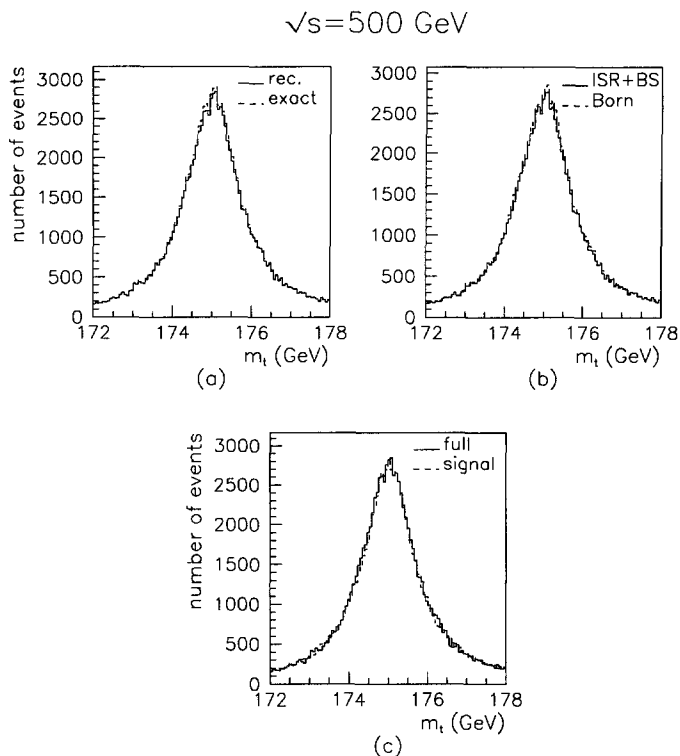 √s=500 GeV
number of events
3000
2500
2000
1500
1000
500
0
rec.
exact
172 174 176 178
m_t (GeV)
(a)
3000
2500
2000
1500
1000
500
0
ISR+BS
Born
172 174 176 178
m_t (GeV)
(b)
number of events
3000
2500
2000
1500
1000
500
0
full
signal
172 174 176 178
m_t (GeV)
(c)